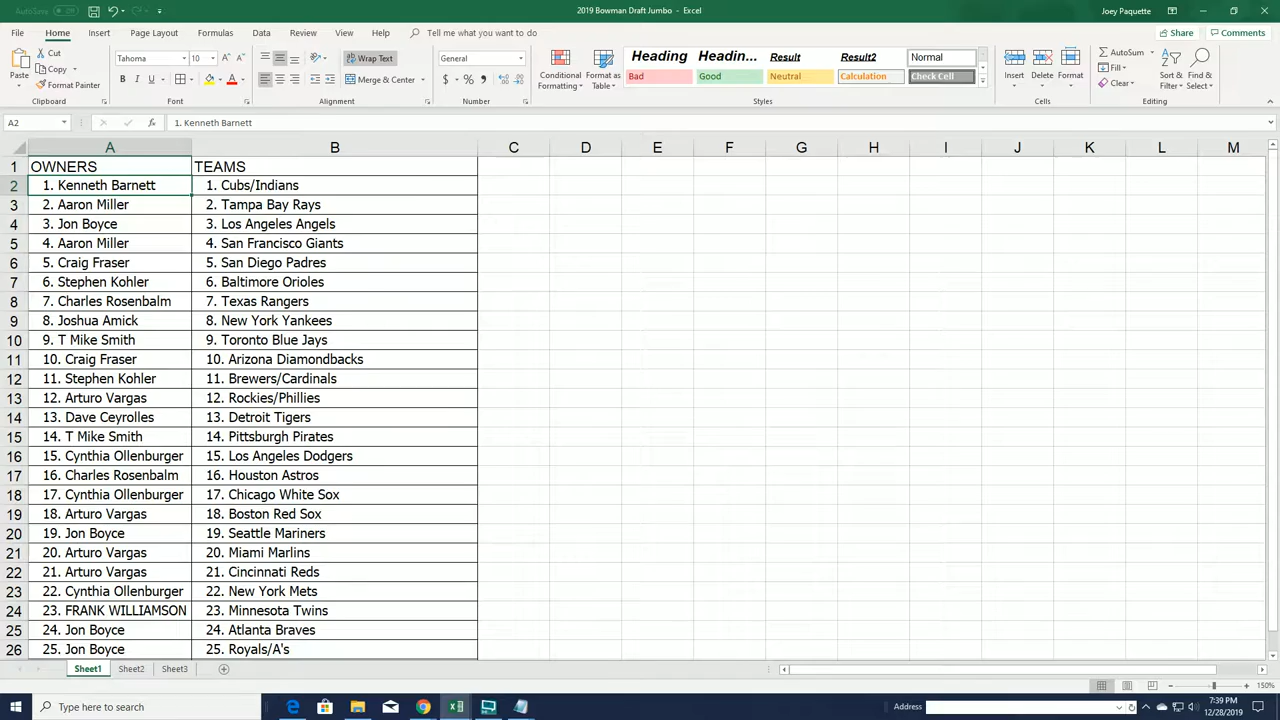 AutoSave Off 2019 Bowman Draft Jumbo - Excel Joey Paquette
File Home Insert Page Layout Formulas Data Review View Help Tell me what you want to do Share Comments
Cut
Copy
Format Painter
Paste
Tahoma 10
B I U
Wrap Text
Merge & Center
General
$ % ,
Conditional Formatting
Format as Table
Heading Headin... Result Result2 Normal
Bad Good Neutral Calculation Check Cell
Insert Delete Format
AutoSum
Fill
Clear
Sort & Filter
Find & Select
Clipboard Font Alignment Number Styles Cells Editing
A2 fx 1. Kenneth Barnett
A B C D E F G H I J K L M
1 OWNERS TEAMS
2 1. Kenneth Barnett 1. Cubs/Indians
3 2. Aaron Miller 2. Tampa Bay Rays
4 3. Jon Boyce 3. Los Angeles Angels
5 4. Aaron Miller 4. San Francisco Giants
6 5. Craig Fraser 5. San Diego Padres
7 6. Stephen Kohler 6. Baltimore Orioles
8 7. Charles Rosenbalm 7. Texas Rangers
9 8. Joshua Amick 8. New York Yankees
10 9. T Mike Smith 9. Toronto Blue Jays
11 10. Craig Fraser 10. Arizona Diamondbacks
12 11. Stephen Kohler 11. Brewers/Cardinals
13 12. Arturo Vargas 12. Rockies/Phillies
14 13. Dave Ceyrolles 13. Detroit Tigers
15 14. T Mike Smith 14. Pittsburgh Pirates
16 15. Cynthia Ollenburger 15. Los Angeles Dodgers
17 16. Charles Rosenbalm 16. Houston Astros
18 17. Cynthia Ollenburger 17. Chicago White Sox
19 18. Arturo Vargas 18. Boston Red Sox
20 19. Jon Boyce 19. Seattle Mariners
21 20. Arturo Vargas 20. Miami Marlins
22 21. Arturo Vargas 21. Cincinnati Reds
23 22. Cynthia Ollenburger 22. New York Mets
24 23. FRANK WILLIAMSON 23. Minnesota Twins
25 24. Jon Boyce 24. Atlanta Braves
26 25. Jon Boyce 25. Royals/A's
Sheet1 Sheet2 Sheet3
150%
Type here to search
Address
7:39 PM
12/28/2019